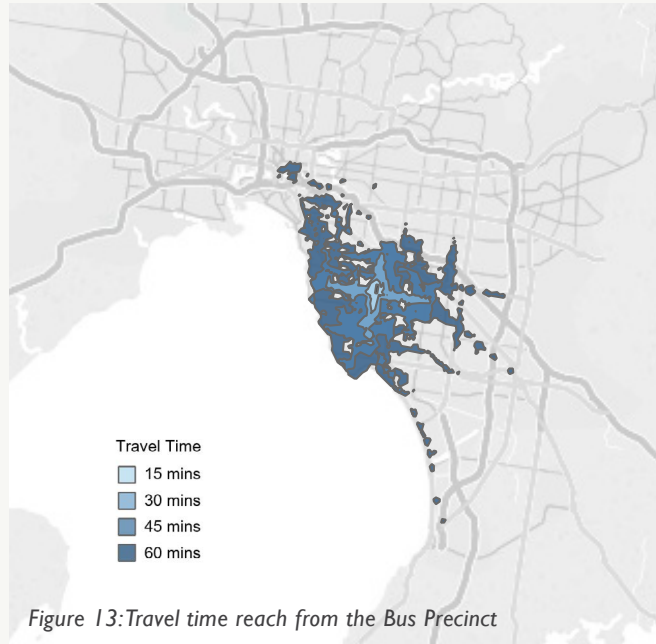 Travel Time
15 mins
30 mins
45 mins
60 mins
Figure 13:Travel time reach from the Bus Precinct